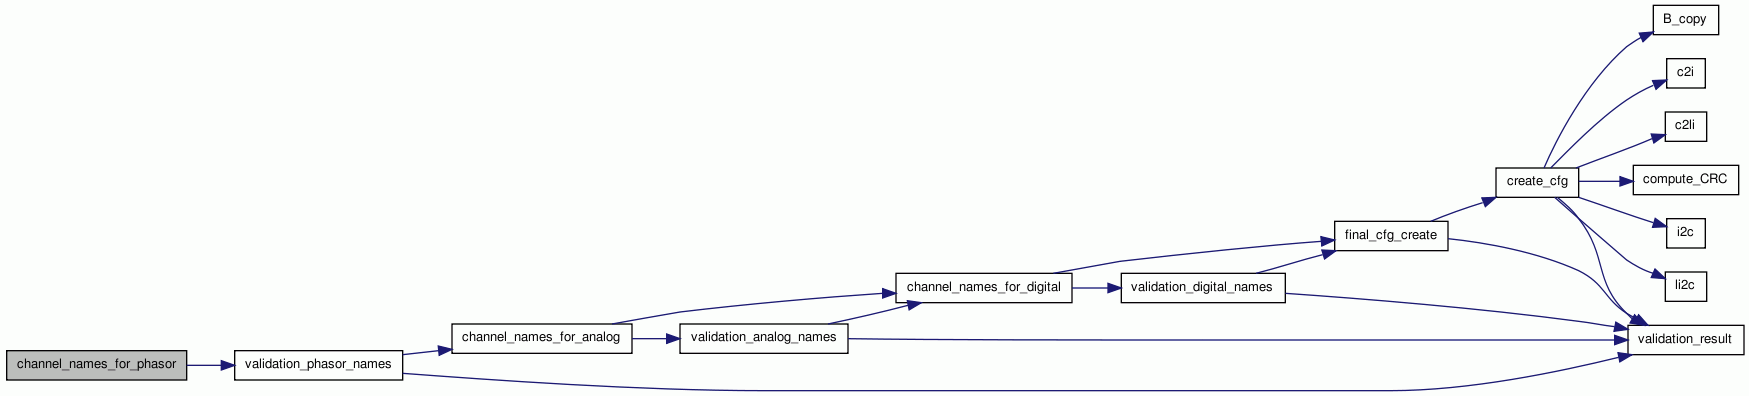 B_copy
c2i
c2li
compute_CRC
create_cfg
i2c
final_cfg_create
li2c
channel_names_for_digital
validation_digital_names
channel_names_for_analog
validation_analog_names
validation_result
channel_names_for_phasor
validation_phasor_names